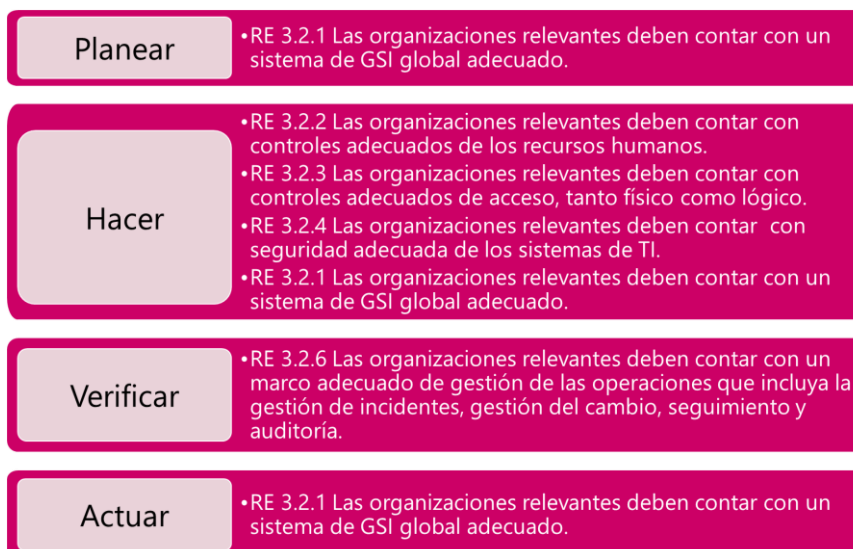 Planear
•RE 3.2.1 Las organizaciones relevantes deben contar con un
sistema de GSI global adecuado.
Hacer
•RE 3.2.2 Las organizaciones relevantes deben contar con
controles adecuados de los recursos humanos.
•RE 3.2.3 Las organizaciones relevantes deben contar con
controles adecuados de acceso, tanto físico como lógico.
•RE 3.2.4 Las organizaciones relevantes deben contar  con
seguridad adecuada de los sistemas de TI.
•RE 3.2.1 Las organizaciones relevantes deben contar con un
sistema de GSI global adecuado.
Verificar
•RE 3.2.6 Las organizaciones relevantes deben contar con un
marco adecuado de gestión de las operaciones que incluya la
gestión de incidentes, gestión del cambio, seguimiento y
auditoría.
Actuar
•RE 3.2.1 Las organizaciones relevantes deben contar con un
sistema de GSI global adecuado.